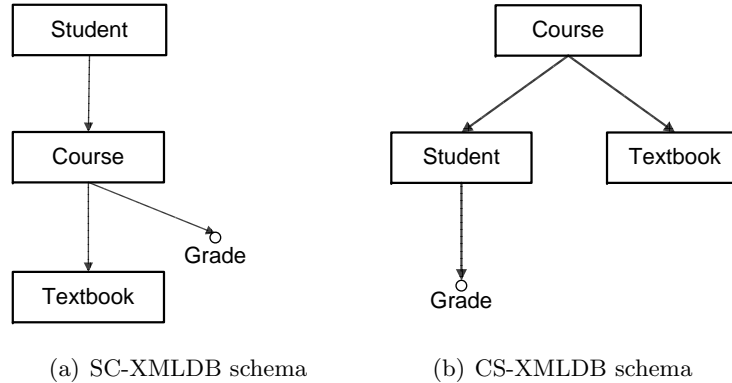 Student
Course
Grade
Textbook
(a) SC-XMLDB schema
Course
Student
Textbook
Grade
(b) CS-XMLDB schema